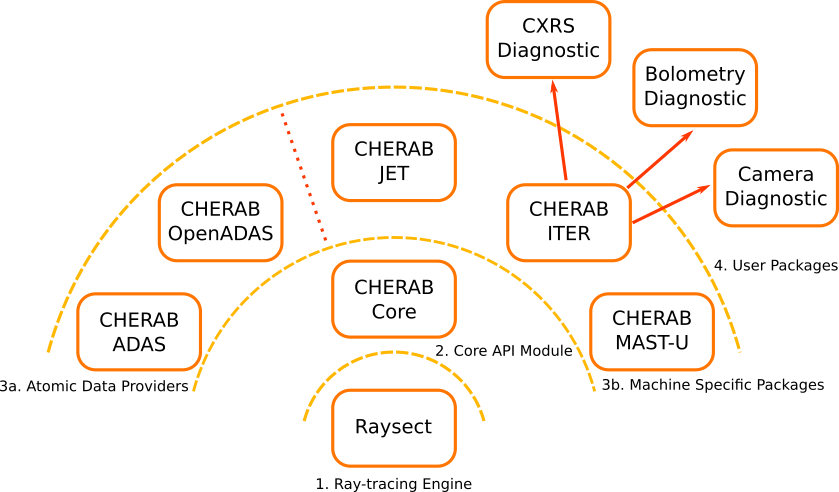 CXRS
Diagnostic
Bolometry
Diagnostic
CHERAB
JET
Camera
Diagnostic
CHERAB
OpenADAS
CHERAB
ITER
4. User Packages
CHERAB
Core
CHERAB
ADAS
CHERAB
MAST-U
2. Core API Module
3a. Atomic Data Providers
3b. Machine Specific Packages
Raysect
1. Ray-tracing Engine